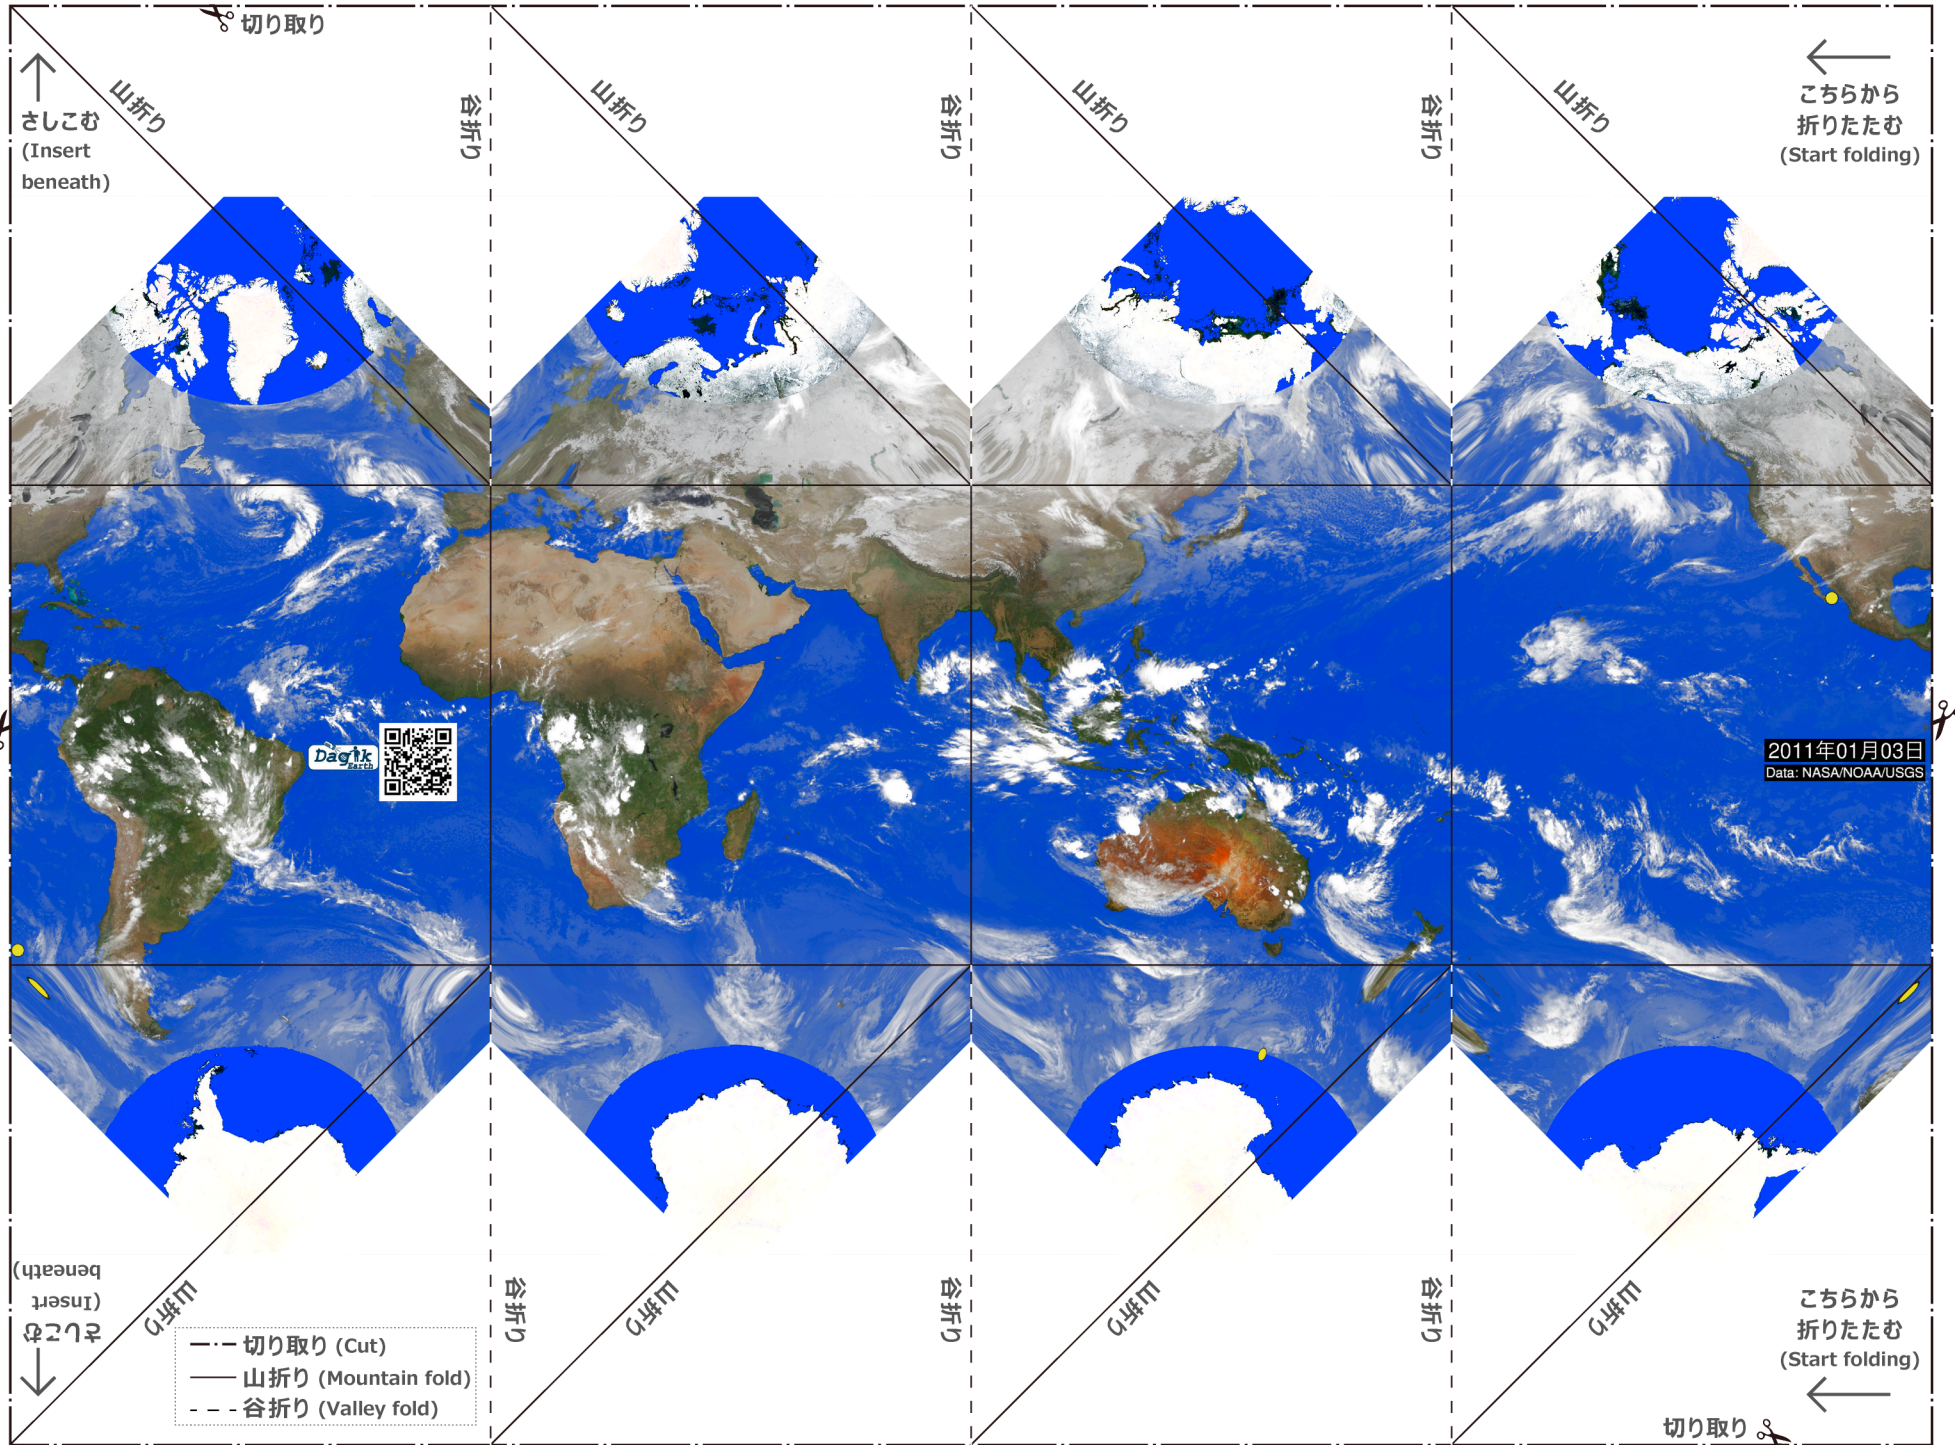 切り取り
さしこむ
(Insert
beneath)
山折り
谷折り
山折り
谷折り
山折り
谷折り
山折り
こちらから
折りたたむ
(Start folding)
Dagik
Earth
2011年01月03日
Data: NASA/NOAA/USGS
さしこむ
(Insert
beneath)
山折り
谷折り
山折り
谷折り
山折り
谷折り
山折り
こちらから
折りたたむ
(Start folding)
切り取り (Cut)
山折り (Mountain fold)
谷折り (Valley fold)
切り取り